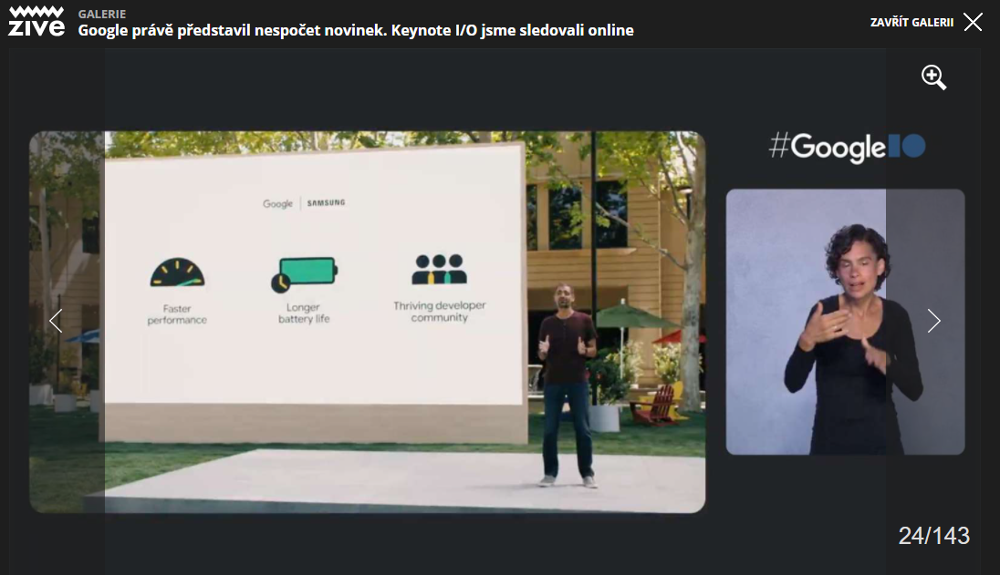 zive
GALERIE
Google právě představil nespočet novinek. Keynote I/O jsme sledovali online
ZAVŘÍT GALERII
#GoogleIO
Google | SAMSUNG
Faster
performance
Longer
battery life
Thriving developer
community
24/143